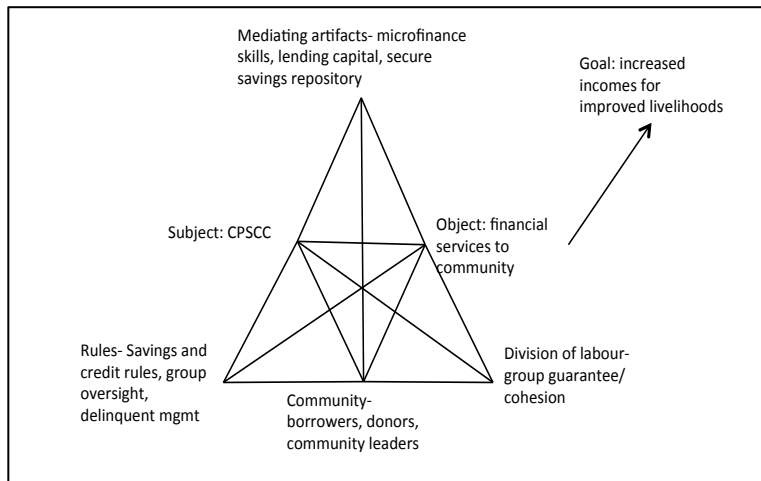 Mediating artifacts- microfinance
skills, lending capital, secure
savings repository
Goal: increased
incomes for
improved livelihoods
Subject: CPSCC
Object: financial
services to
community
Rules- Savings and
credit rules, group
oversight,
delinquent mgmt
Community-
borrowers, donors,
community leaders
Division of labour-
group guarantee/
cohesion